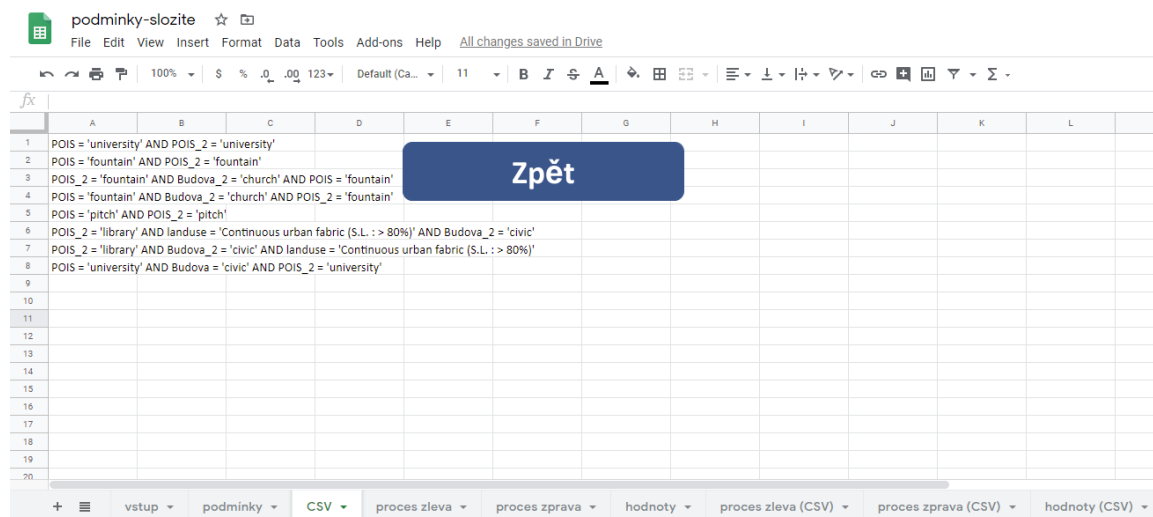 podminky-slozite
File Edit View Insert Format Data Tools Add-ons Help All changes saved in Drive
100% $ % .0 .00 123 Default (Ca... 11 B I S A Σ
fx
A B C D E F G H I J K L
1 POIS = 'university' AND POIS_2 = 'university'
2 POIS = 'fountain' AND POIS_2 = 'fountain'
3 POIS_2 = 'fountain' AND Budova_2 = 'church' AND POIS = 'fountain'
Zpět
4 POIS = 'fountain' AND Budova_2 = 'church' AND POIS_2 = 'fountain'
5 POIS = 'pitch' AND POIS_2 = 'pitch'
6 POIS_2 = 'library' AND landuse = 'Continuous urban fabric (S.L. : > 80%)' AND Budova_2 = 'civic'
7 POIS_2 = 'library' AND Budova_2 = 'civic' AND landuse = 'Continuous urban fabric (S.L. : > 80%)'
8 POIS = 'university' AND Budova = 'civic' AND POIS_2 = 'university'
9
10
11
12
13
14
15
16
17
18
19
20
+ vstup podmínky CSV proces zleva proces zprava hodnoty proces zleva (CSV) proces zprava (CSV) hodnoty (CSV)